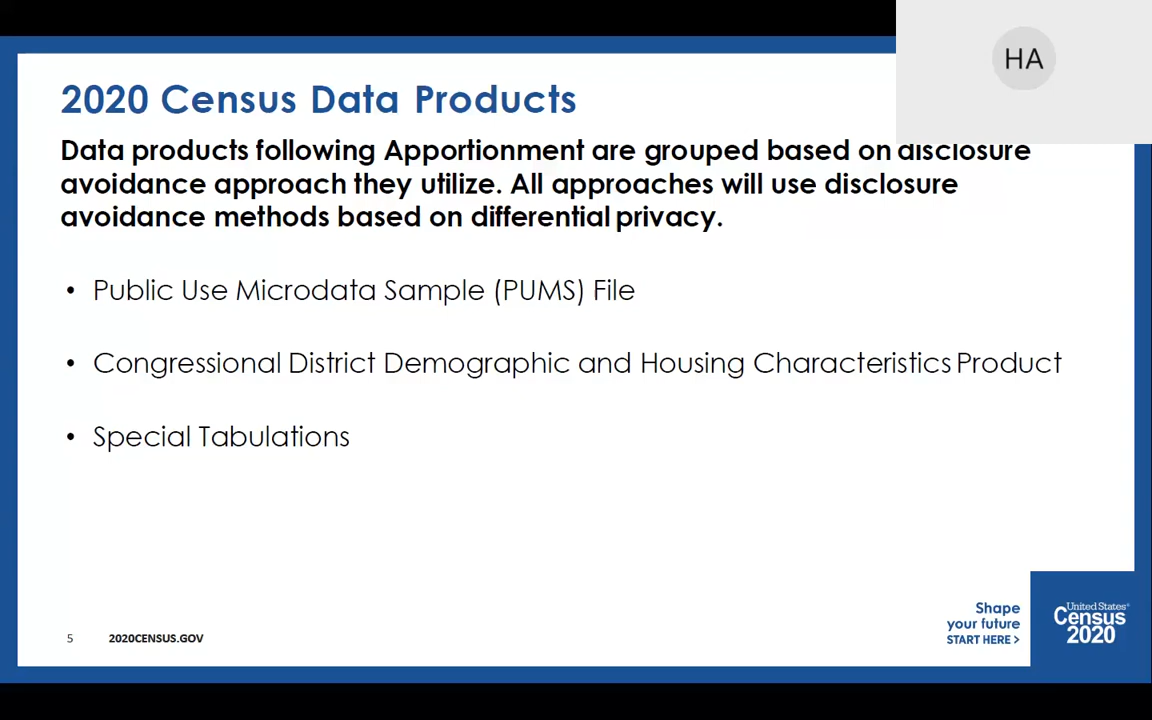 HA
2020 Census Data Products
Data products following Apportionment are grouped based on disclosure
avoidance approach they utilize. All approaches will use disclosure
avoidance methods based on differential privacy.
• Public Use Microdata Sample (PUMS) File
• Congressional District Demographic and Housing Characteristics Product
• Special Tabulations
Shape
your future
START HERE >
United States®
Census
2020
5 2020CENSUS.GOV